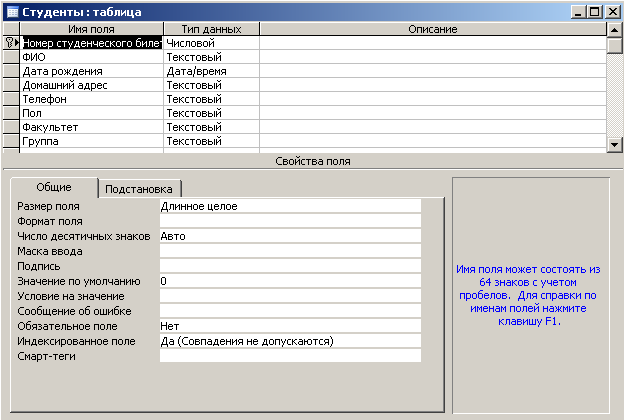 Студенты : таблица
Имя поля Тип данных Описание
Номер студенческого билет Числовой
ФИО Текстовый
Дата рождения Дата/время
Домашний адрес Текстовый
Телефон Текстовый
Пол Текстовый
Факультет Текстовый
Группа Текстовый
Свойства поля
Общие Подстановка
Размер поля Длинное целое
Формат поля
Число десятичных знаков Авто
Маска ввода
Подпись
Значение по умолчанию 0
Условие на значение
Сообщение об ошибке
Обязательное поле Нет
Индексированное поле Да (Совпадения не допускаются)
Смарт-теги
Имя поля может состоять из
64 знаков с учетом
пробелов. Для справки по
именам полей нажмите
клавишу F1.